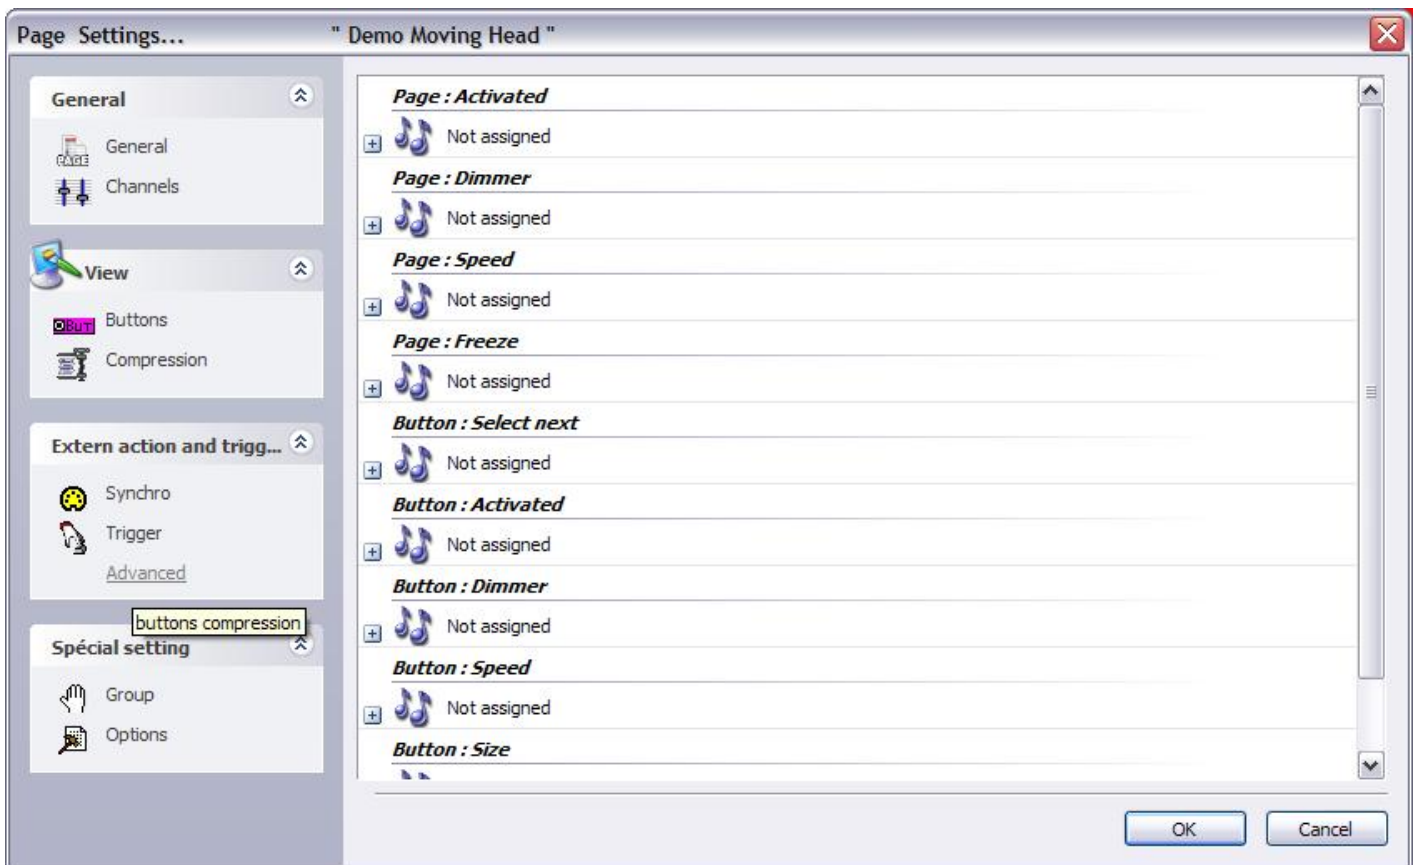 Page Settings... " Demo Moving Head "
General
General
PAGE
Channels
View
BUT
Buttons
Compression
Extern action and trigg...
Synchro
Trigger
Advanced
buttons compression
Spécial setting
Group
Options
Page : Activated
Not assigned
Page : Dimmer
Not assigned
Page : Speed
Not assigned
Page : Freeze
Not assigned
Button : Select next
Not assigned
Button : Activated
Not assigned
Button : Dimmer
Not assigned
Button : Speed
Not assigned
Button : Size
OK Cancel